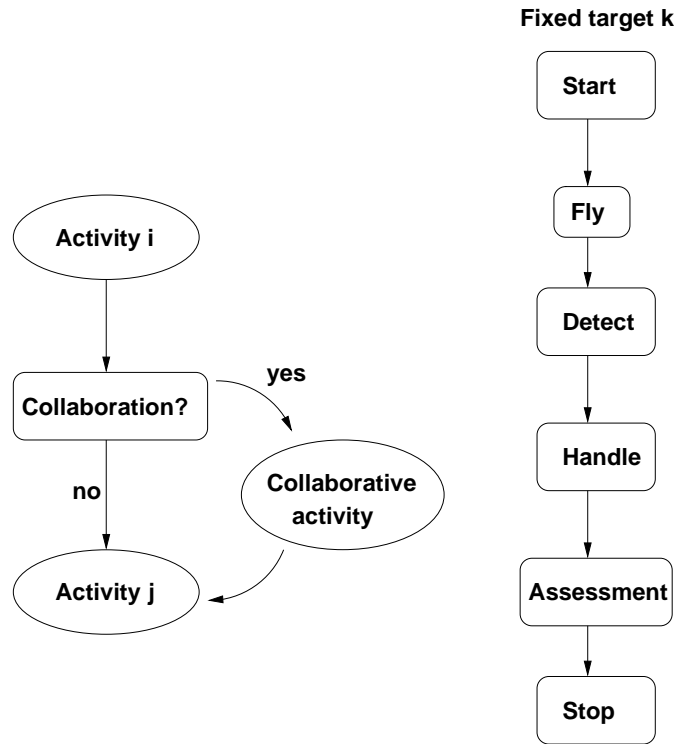 Activity i
Collaboration?
yes
no
Collaborative
activity
Activity j
Fixed target k
Start
Fly
Detect
Handle
Assessment
Stop